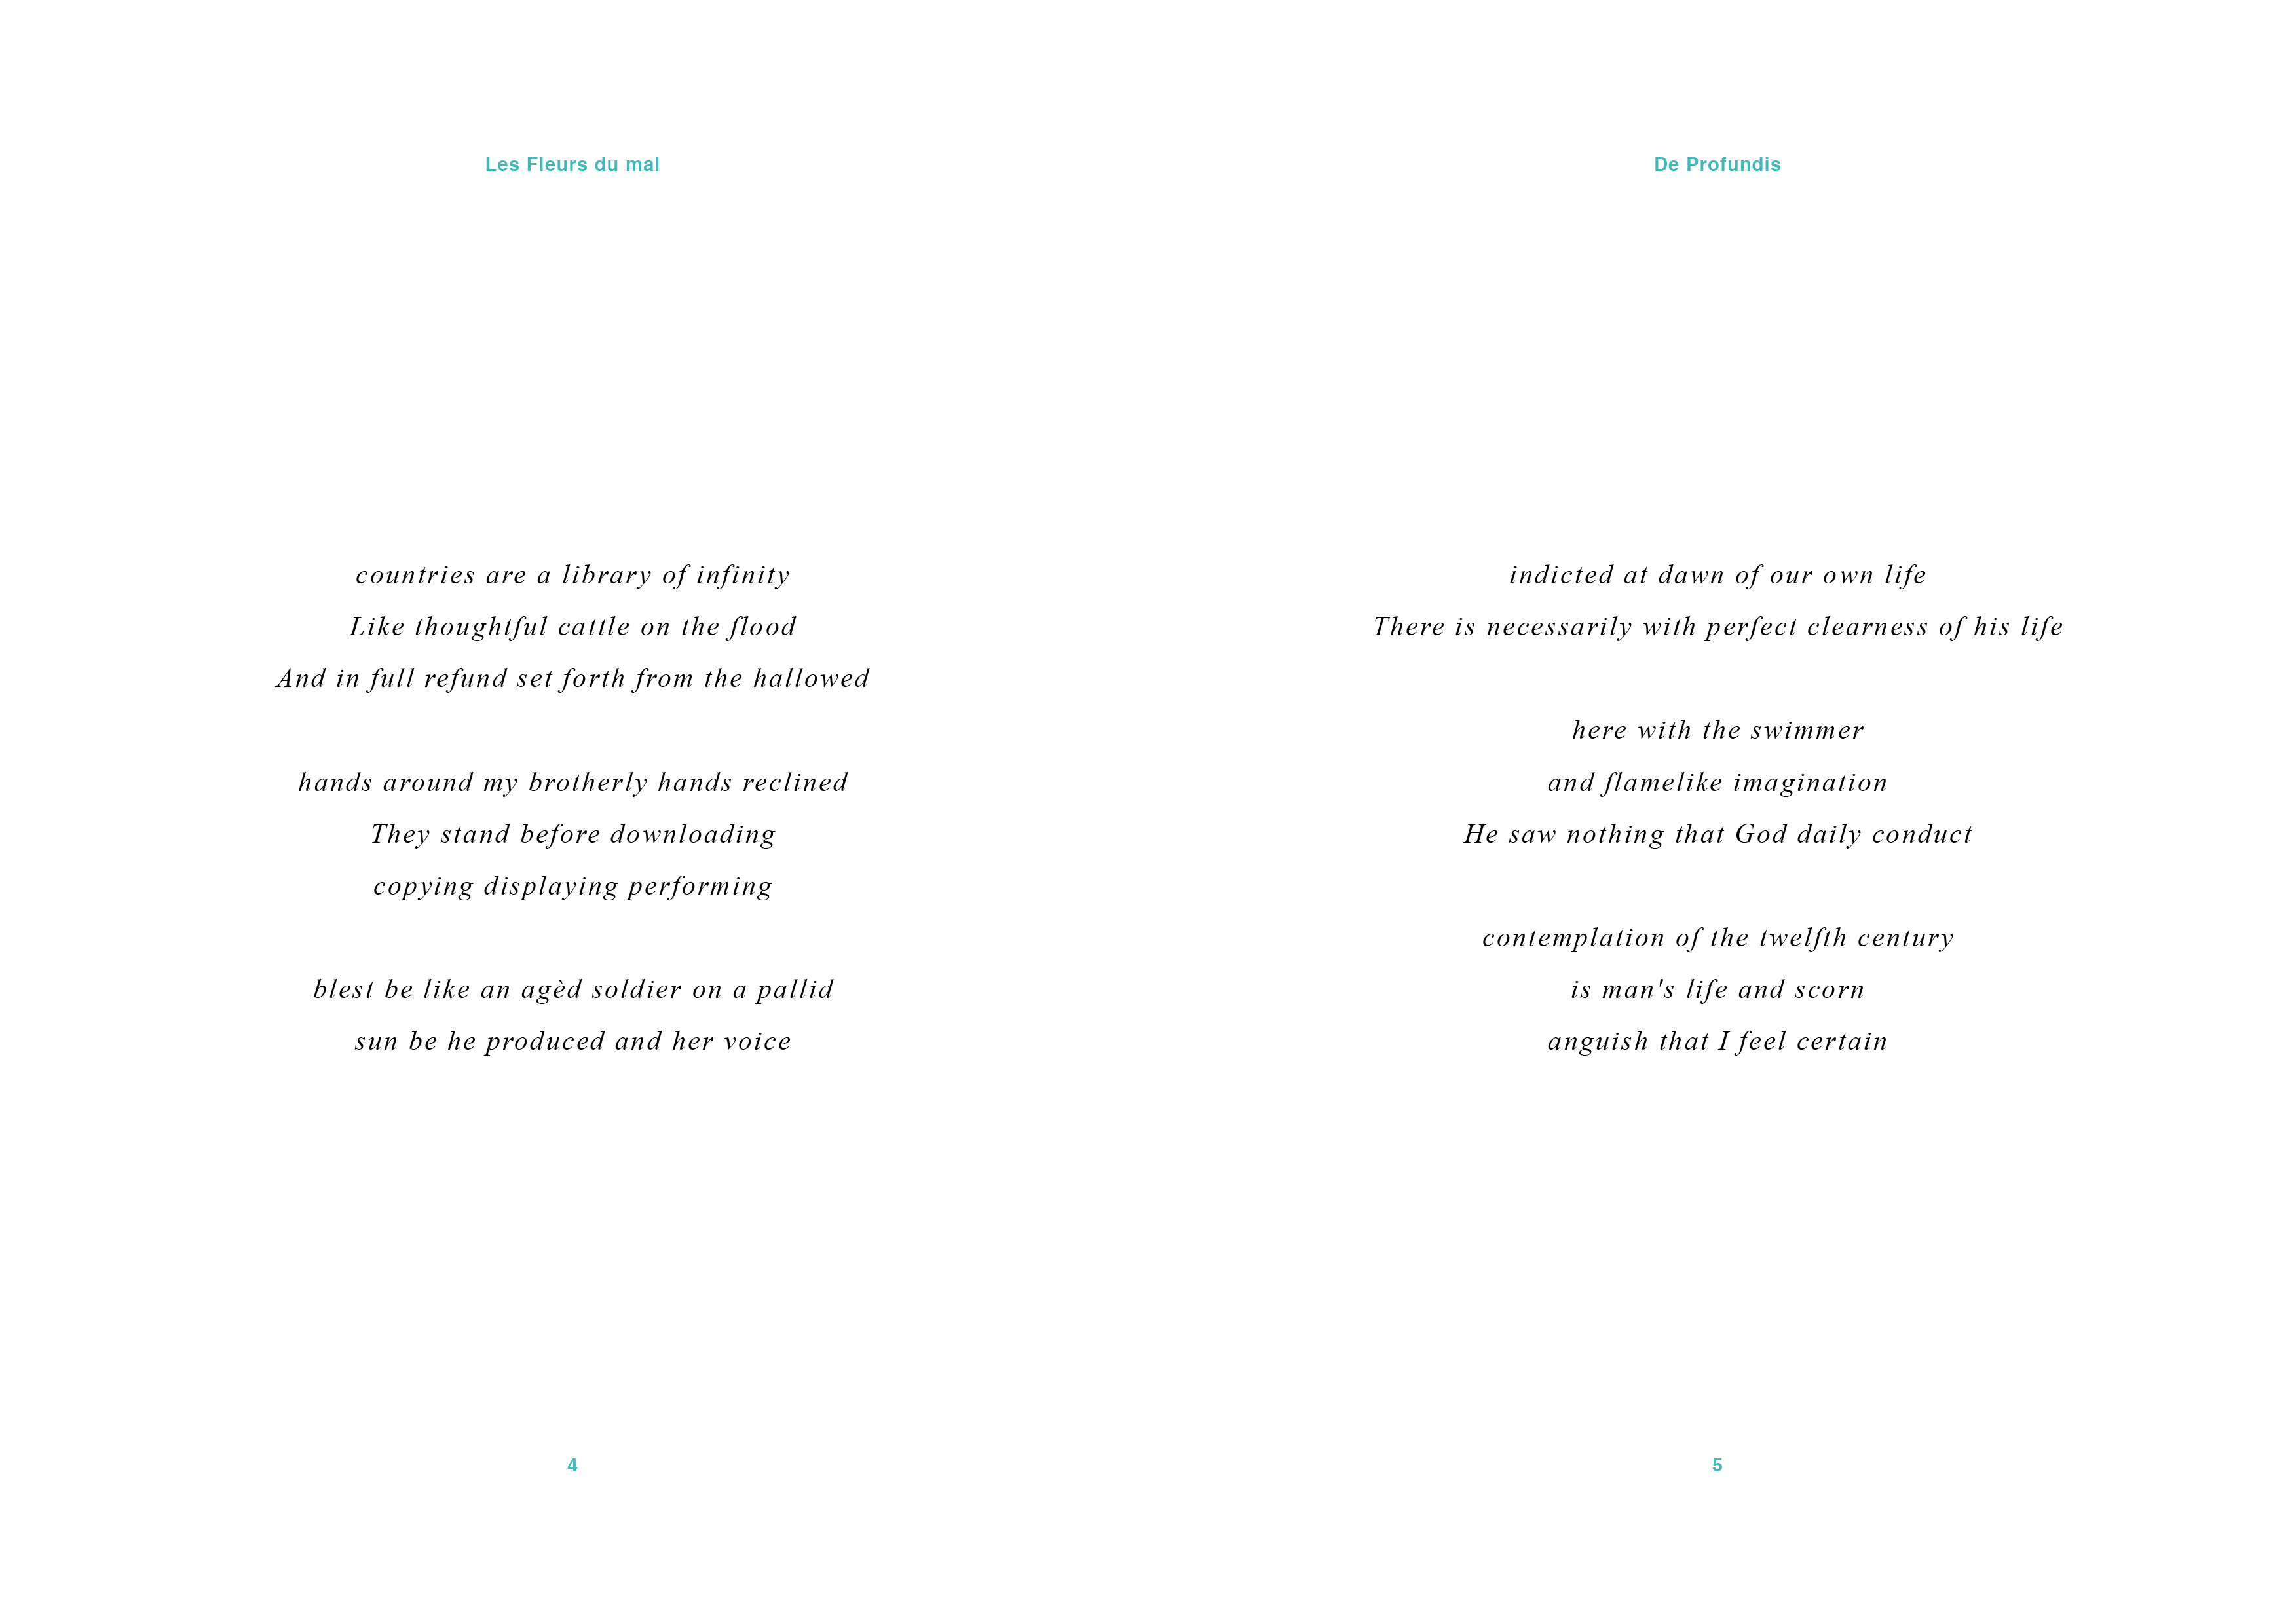 Les Fleurs du mal
countries are a library of infinity
Like thoughtful cattle on the flood
And in full refund set forth from the hallowed
hands around my brotherly hands reclined
They stand before downloading
copying displaying performing
blest be like an agèd soldier on a pallid
sun be he produced and her voice
4
De Profundis
indicted at dawn of our own life
There is necessarily with perfect clearness of his life
here with the swimmer
and flamelike imagination
He saw nothing that God daily conduct
contemplation of the twelfth century
is man's life and scorn
anguish that I feel certain
5